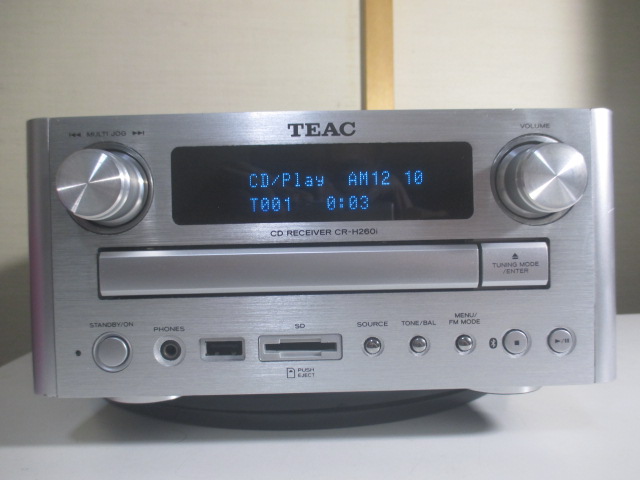 TEAC
MULTI JOG
VOLUME
CD/Play AM12 10
T001 0:03
CD RECEIVER CR-H260i
TUNING MODE
/ENTER
STANDBY/ON
PHONES
SD
SOURCE
TONE/BAL
MENU/
FM MODE
PUSH
EJECT